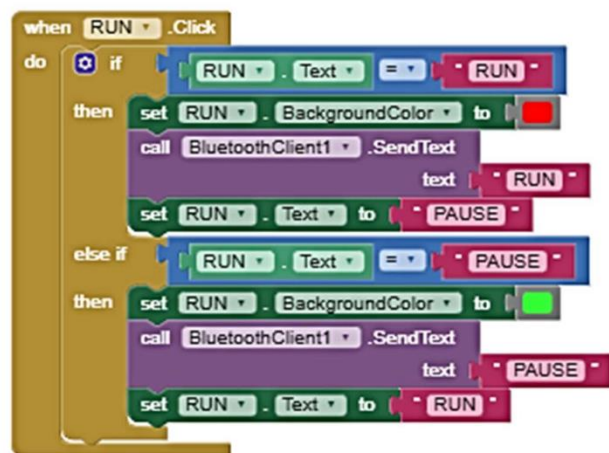 when RUN .Click
do if RUN . Text = " RUN "
then set RUN . BackgroundColor to
call BluetoothClient1 .SendText
text " RUN "
set RUN . Text to " PAUSE "
else if RUN . Text = " PAUSE "
then set RUN . BackgroundColor to
call BluetoothClient1 .SendText
text " PAUSE "
set RUN . Text to " RUN "